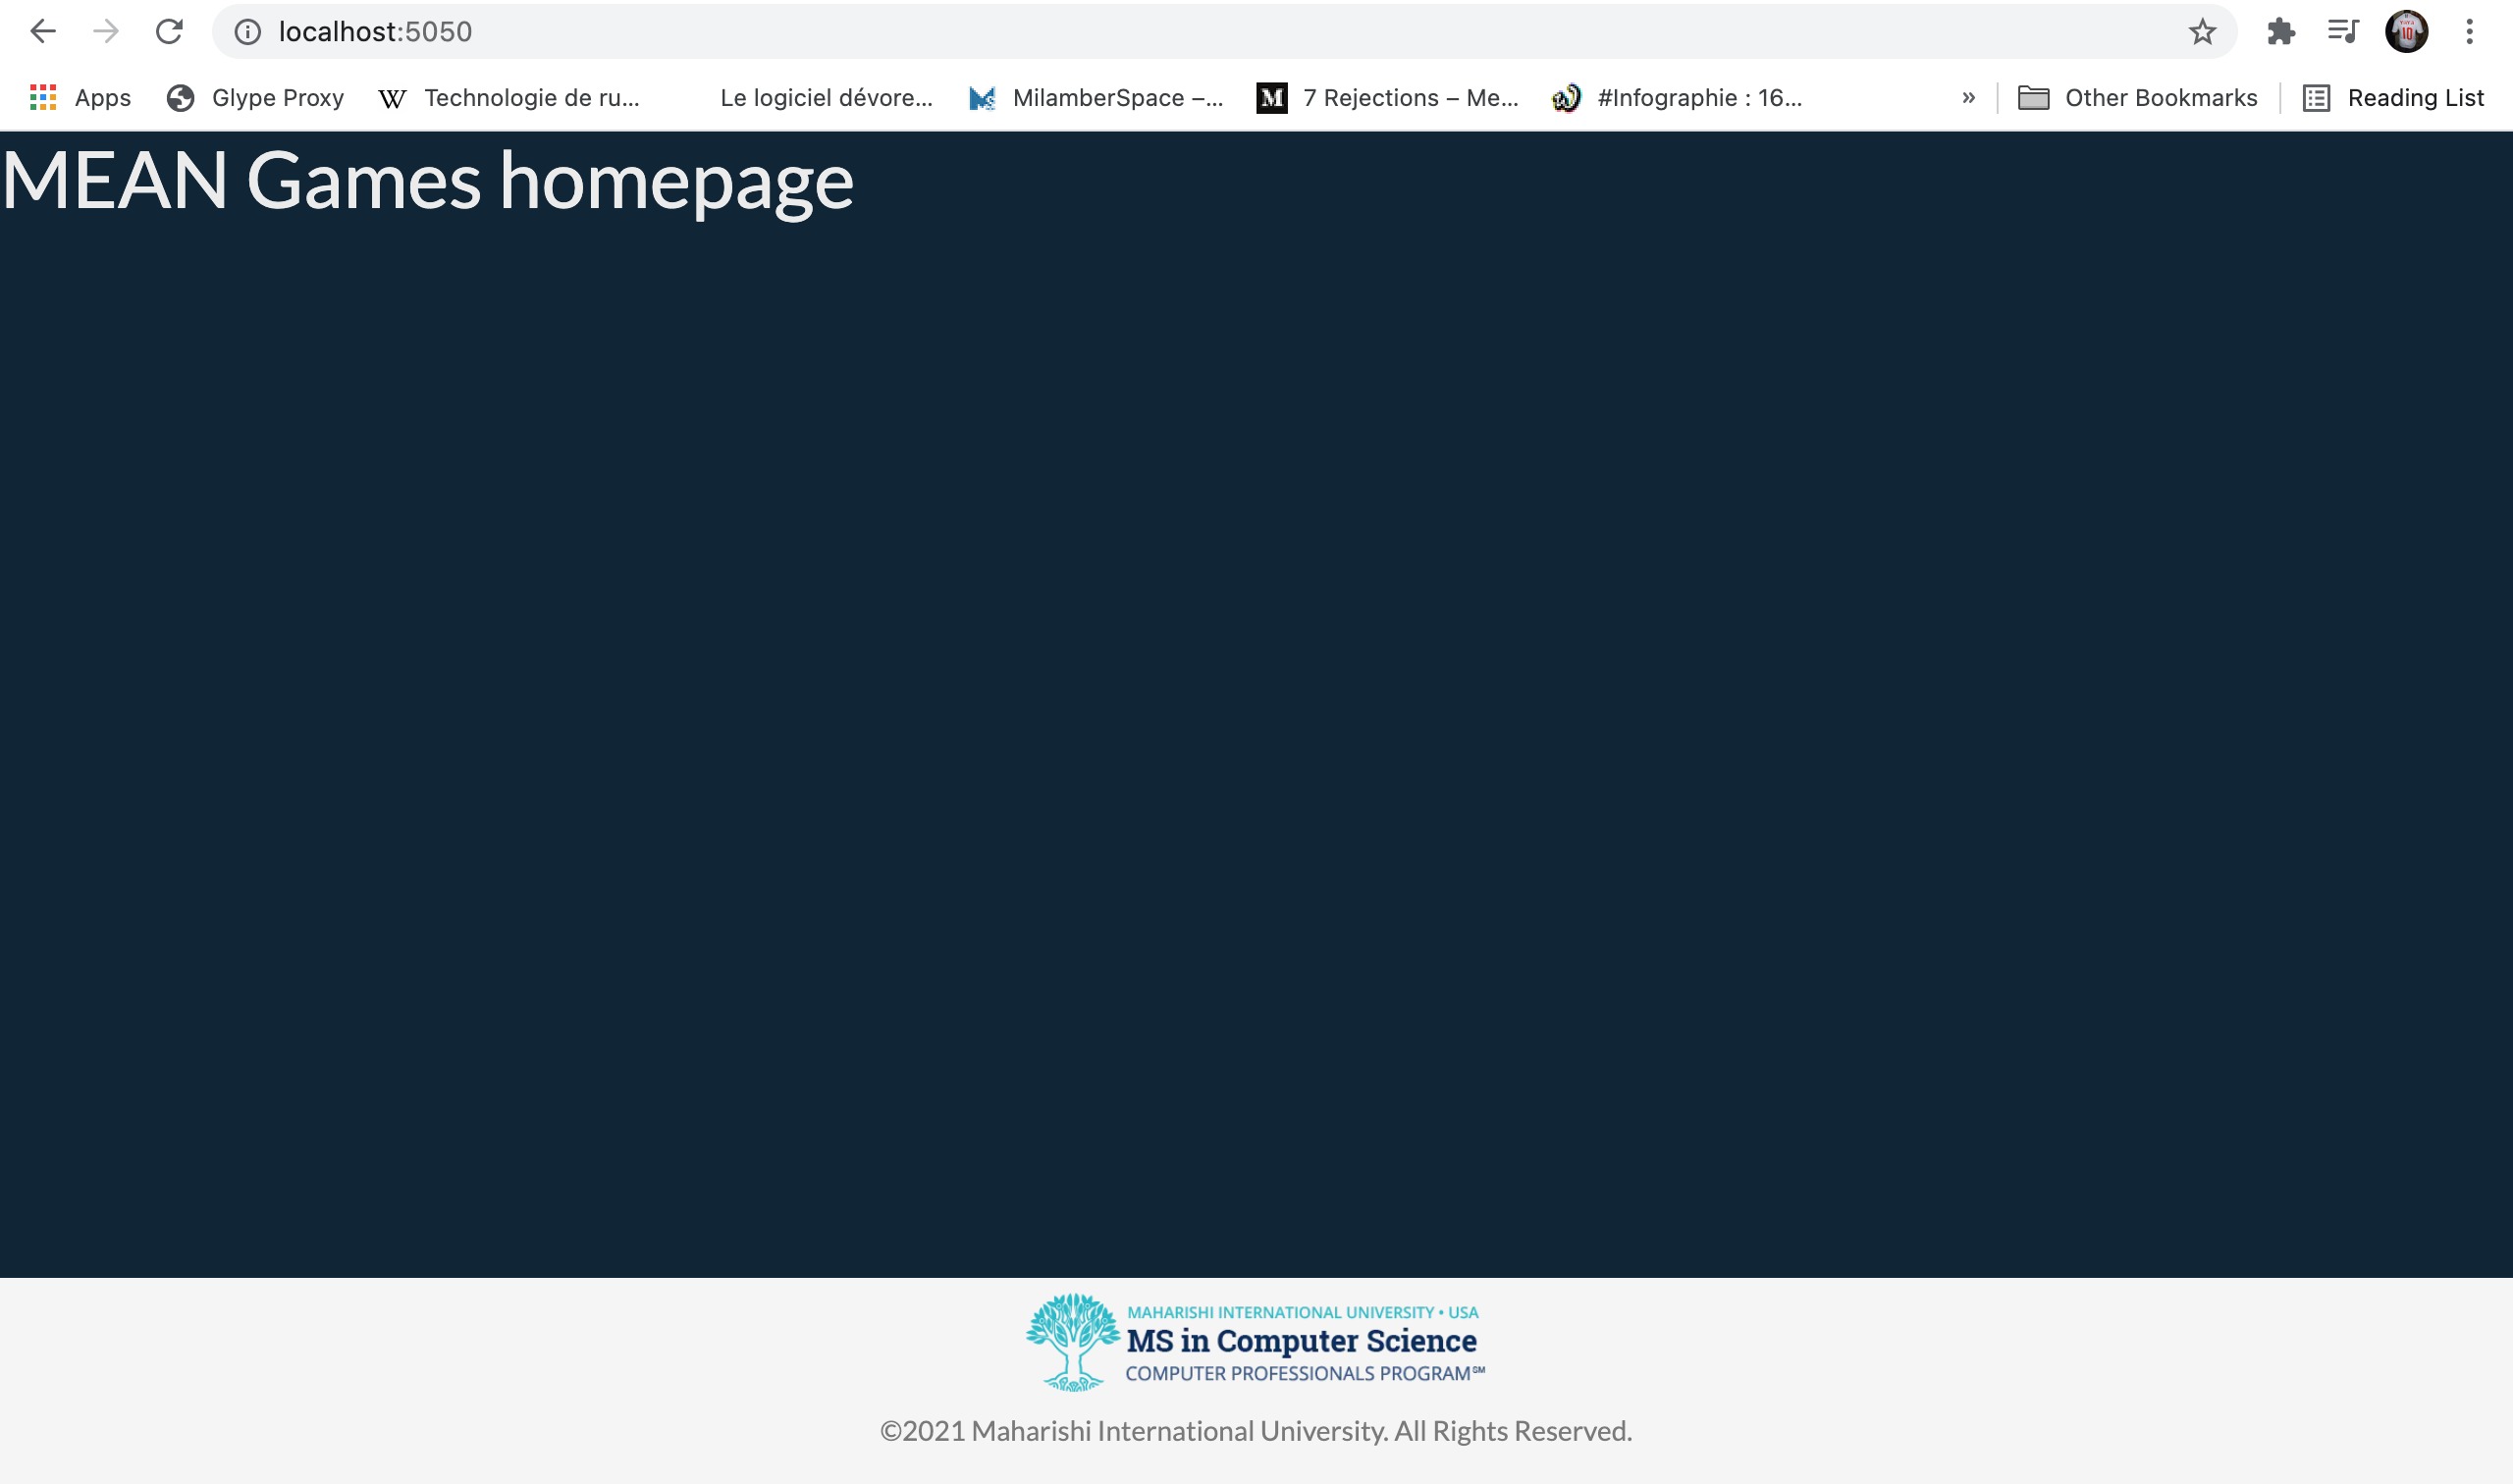 localhost:5050
Apps Glype Proxy W Technologie de ru... Le logiciel dévore... MilamberSpace –... M 7 Rejections – Me... #Infographie : 16... » Other Bookmarks Reading List
MEAN Games homepage
MAHARISHI INTERNATIONAL UNIVERSITY • USA
MS in Computer Science
COMPUTER PROFESSIONALS PROGRAM℠
©2021 Maharishi International University. All Rights Reserved.